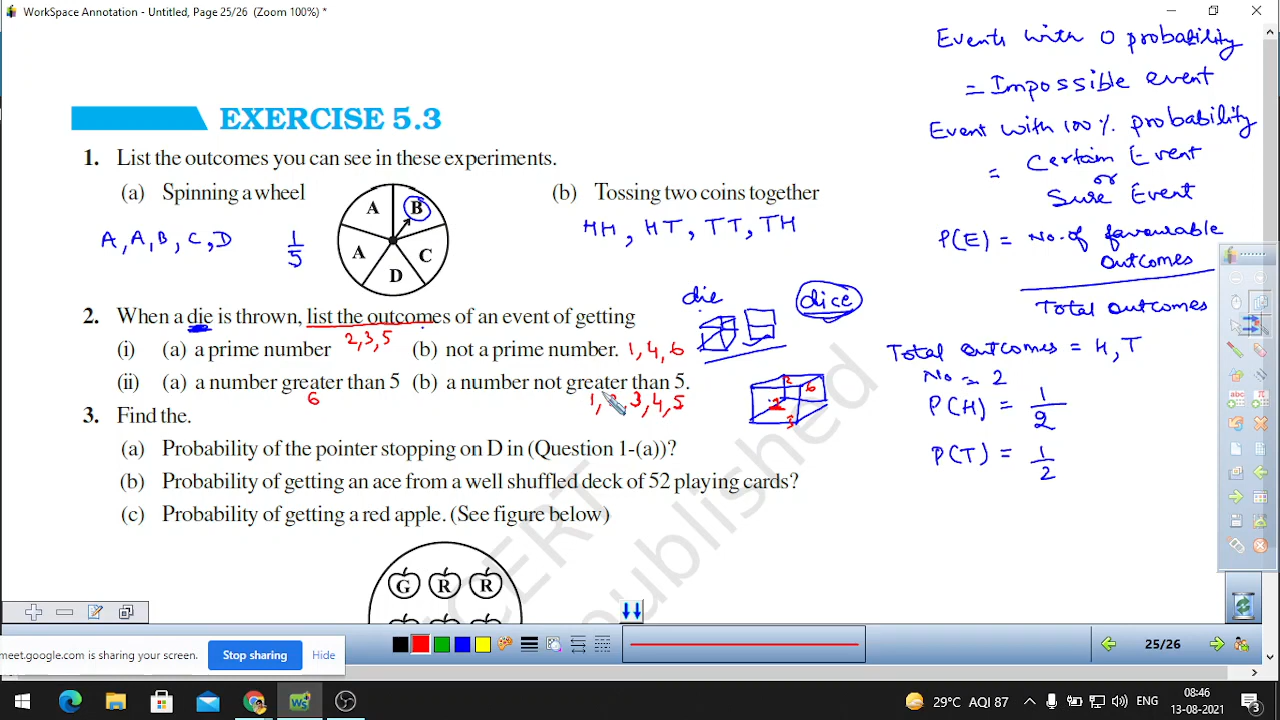 WorkSpace Annotation - Untitled, Page 25/26 (Zoom 100%) *
Events with 0 probability
= Impossible event
Event with 100% probability
= Certain Event
or
Sure Event
P(E) = No. of favourable
outcomes
Total outcomes
Total outcomes = H, T
No = 2
P(H) = 1
2
P(T) = 1
2
EXERCISE 5.3
1. List the outcomes you can see in these experiments.
(a) Spinning a wheel
(b) Tossing two coins together
A B
A C
D
A, A, B, C, D
1
5
HH, HT, TT, TH
die
dice
2. When a die is thrown, list the outcomes of an event of getting
2, 3, 5
(i) (a) a prime number (b) not a prime number. 1, 4, 6
(ii) (a) a number greater than 5 (b) a number not greater than 5.
6
1, 3, 4, 5
2 6
3. Find the.
(a) Probability of the pointer stopping on D in (Question 1-(a))?
(b) Probability of getting an ace from a well shuffled deck of 52 playing cards?
(c) Probability of getting a red apple. (See figure below)
G R R
published
meet.google.com is sharing your screen. Stop sharing Hide
25/26
29°C AQI 87
ENG
08:46
13-08-2021
3